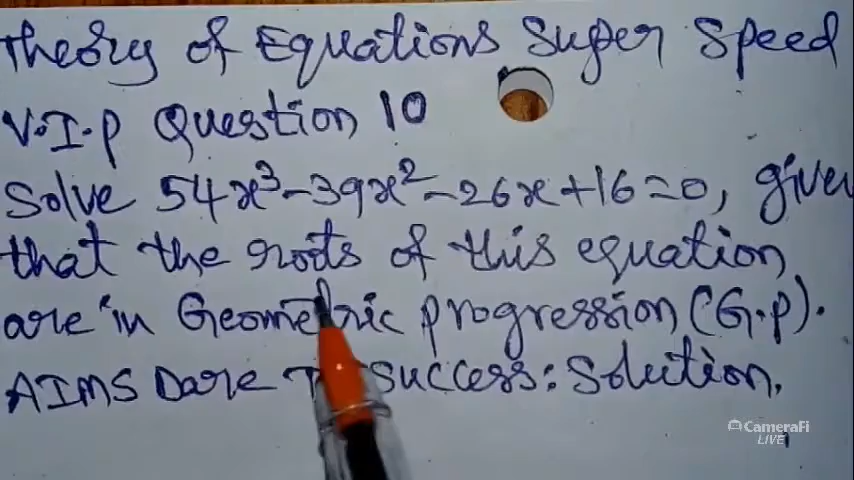 Theory of Equations Super Speed
V.I.P Question 10
Solve 54x³-39x²-26x+16=0, given
that the roots of this equation
are in Geometric progression (G.P).
AIMS Dare Success: Solution.
CameraFi
LIVE